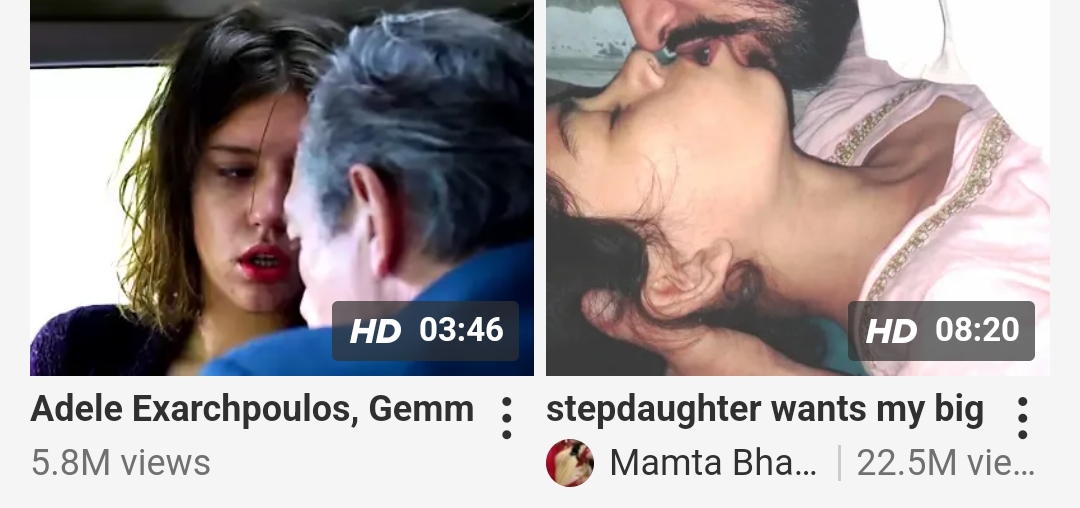 HD 03:46
HD 08:20
Adele Exarchpoulos, Gemm
stepdaughter wants my big
5.8M views
Mamta Bha... | 22.5M vie...